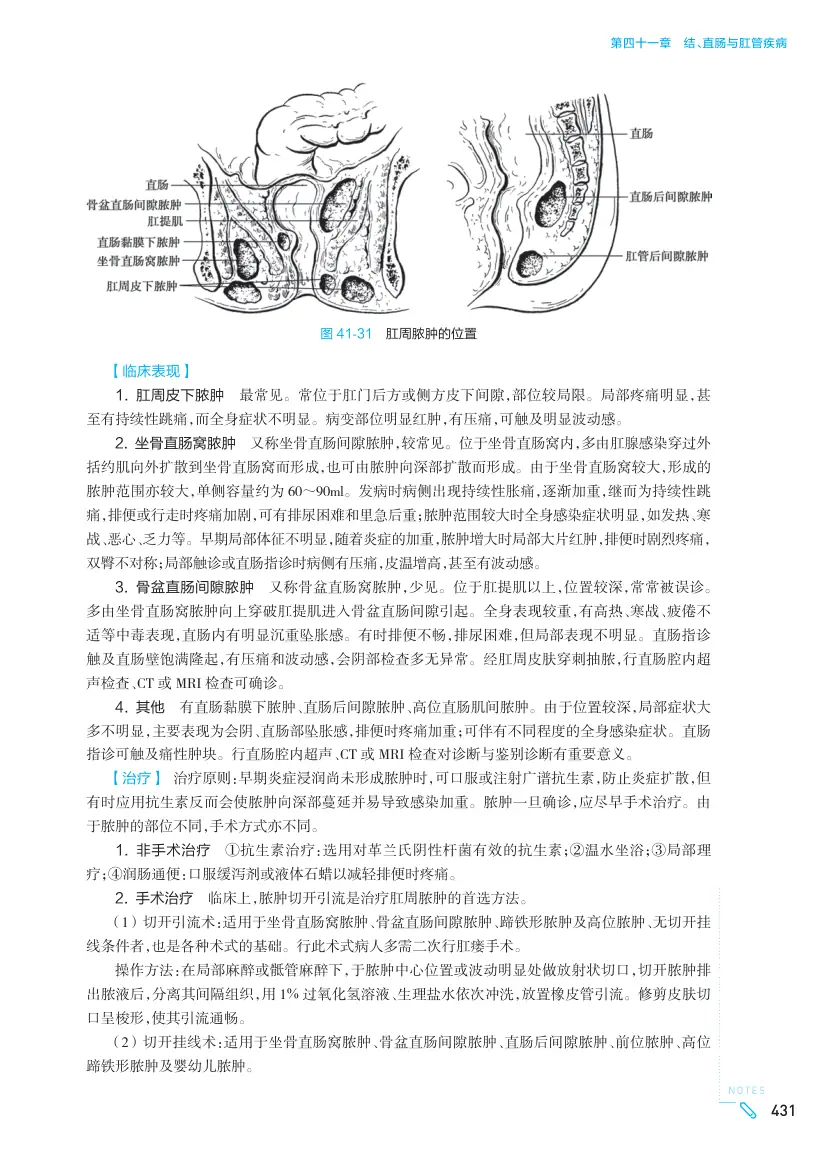 第四十一章 结、直肠与肛管疾病
直肠
骨盆直肠间隙脓肿
肛提肌
直肠黏膜下脓肿
坐骨直肠窝脓肿
肛周皮下脓肿
直肠
直肠后间隙脓肿
肛管后间隙脓肿
图 41-31 肛周脓肿的位置
【临床表现】
1. 肛周皮下脓肿 最常见。常位于肛门后方或侧方皮下间隙,部位较局限。局部疼痛明显,甚
至有持续性跳痛,而全身症状不明显。病变部位明显红肿,有压痛,可触及明显波动感。
2. 坐骨直肠窝脓肿 又称坐骨直肠间隙脓肿,较常见。位于坐骨直肠窝内,多由肛腺感染穿过外
括约肌向外扩散到坐骨直肠窝而形成,也可由脓肿向深部扩散而形成。由于坐骨直肠窝较大,形成的
脓肿范围亦较大,单侧容量约为 60～90ml。发病时病侧出现持续性胀痛,逐渐加重,继而为持续性跳
痛,排便或行走时疼痛加剧,可有排尿困难和里急后重;脓肿范围较大时全身感染症状明显,如发热、寒
战、恶心、乏力等。早期局部体征不明显,随着炎症的加重,脓肿增大时局部大片红肿,排便时剧烈疼痛,
双臀不对称;局部触诊或直肠指诊时病侧有压痛,皮温增高,甚至有波动感。
3. 骨盆直肠间隙脓肿 又称骨盆直肠窝脓肿,少见。位于肛提肌以上,位置较深,常常被误诊。
多由坐骨直肠窝脓肿向上穿破肛提肌进入骨盆直肠间隙引起。全身表现较重,有高热、寒战、疲倦不
适等中毒表现,直肠内有明显沉重坠胀感。有时排便不畅,排尿困难,但局部表现不明显。直肠指诊
触及直肠壁饱满隆起,有压痛和波动感,会阴部检查多无异常。经肛周皮肤穿刺抽脓,行直肠腔内超
声检查、CT 或 MRI 检查可确诊。
4. 其他 有直肠黏膜下脓肿、直肠后间隙脓肿、高位直肠肌间脓肿。由于位置较深,局部症状大
多不明显,主要表现为会阴、直肠部坠胀感,排便时疼痛加重;可伴有不同程度的全身感染症状。直肠
指诊可触及痛性肿块。行直肠腔内超声、CT 或 MRI 检查对诊断与鉴别诊断有重要意义。
【治疗】 治疗原则:早期炎症浸润尚未形成脓肿时,可口服或注射广谱抗生素,防止炎症扩散,但
有时应用抗生素反而会使脓肿向深部蔓延并易导致感染加重。脓肿一旦确诊,应尽早手术治疗。由
于脓肿的部位不同,手术方式亦不同。
1. 非手术治疗 ①抗生素治疗:选用对革兰氏阴性杆菌有效的抗生素;②温水坐浴;③局部理
疗;④润肠通便:口服缓泻剂或液体石蜡以减轻排便时疼痛。
2. 手术治疗 临床上,脓肿切开引流是治疗肛周脓肿的首选方法。
（1）切开引流术:适用于坐骨直肠窝脓肿、骨盆直肠间隙脓肿、蹄铁形脓肿及高位脓肿、无切开挂
线条件者,也是各种术式的基础。行此术式病人多需二次行肛瘘手术。
操作方法:在局部麻醉或骶管麻醉下,于脓肿中心位置或波动明显处做放射状切口,切开脓肿排
出脓液后,分离其间隔组织,用 1% 过氧化氢溶液、生理盐水依次冲洗,放置橡皮管引流。修剪皮肤切
口呈梭形,使其引流通畅。
（2）切开挂线术:适用于坐骨直肠窝脓肿、骨盆直肠间隙脓肿、直肠后间隙脓肿、前位脓肿、高位
蹄铁形脓肿及婴幼儿脓肿。
NOTES
431